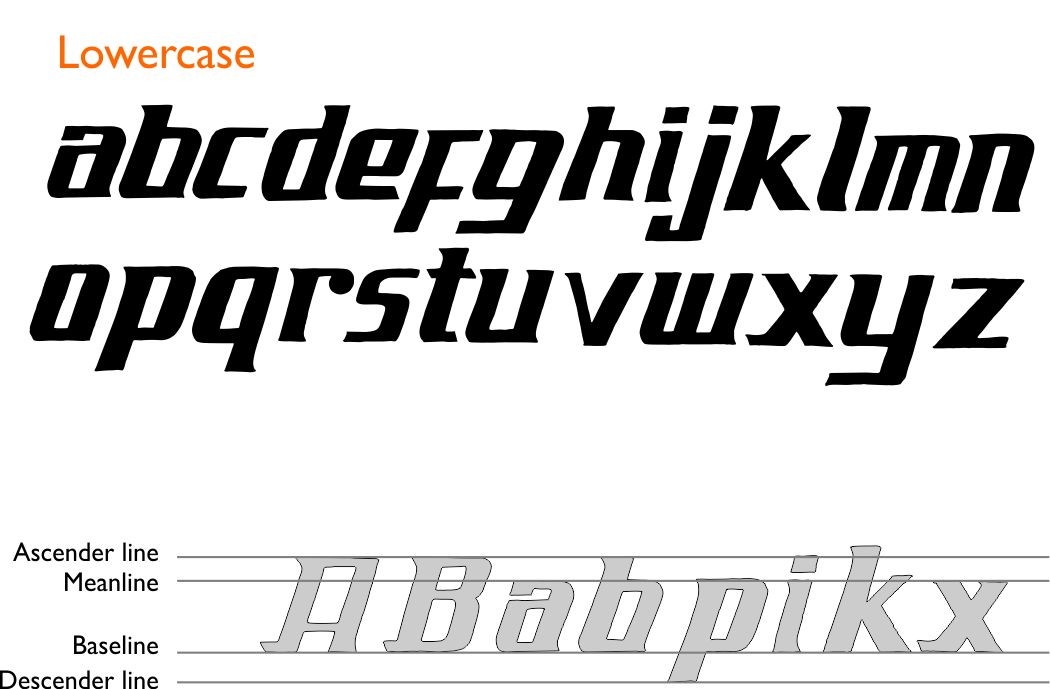 Lowercase
abcdefghijklmn
opqrstuvwxyz
Ascender line
Meanline
Baseline
Descender line
ABabpikx